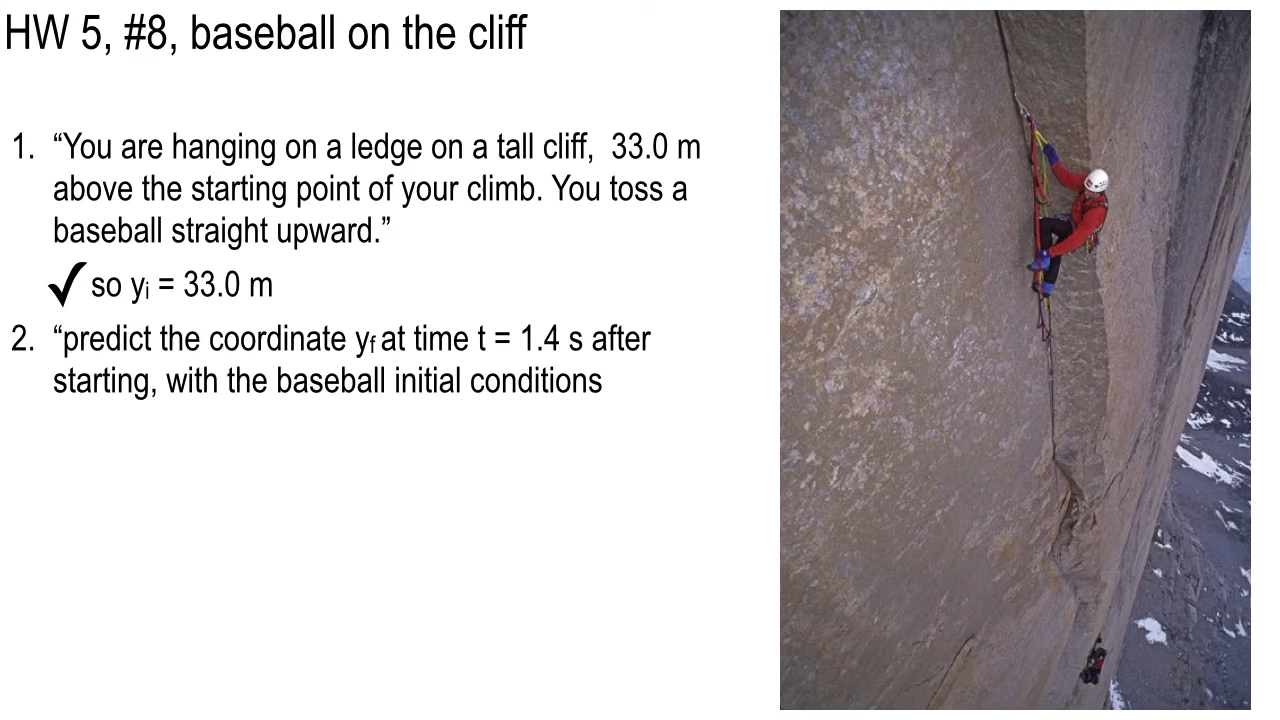 HW 5, #8, baseball on the cliff
1. “You are hanging on a ledge on a tall cliff,  33.0 m
above the starting point of your climb. You toss a
baseball straight upward.”
✓ so yᵢ = 33.0 m
2. “predict the coordinate yf at time t = 1.4 s after
starting, with the baseball initial conditions